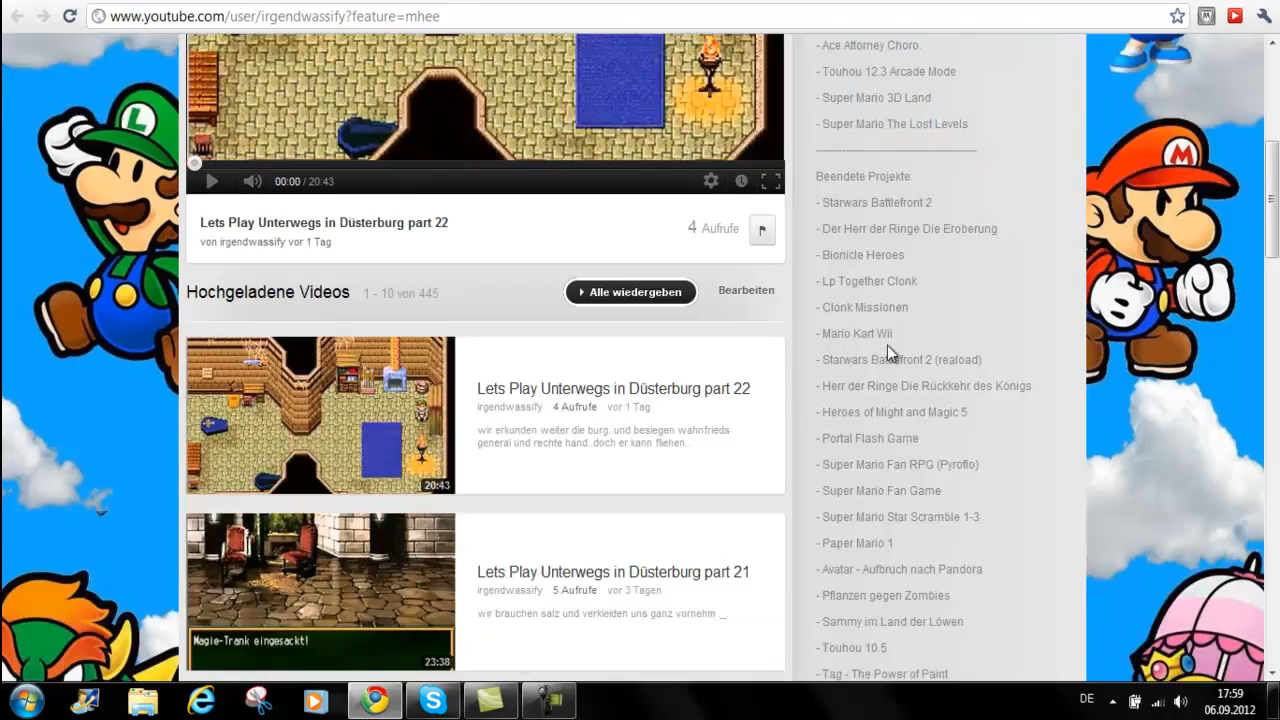 www.youtube.com/user/irgendwassify?feature=mhee
L
M
00:00 / 20:43
Lets Play Unterwegs in Düsterburg part 22
von irgendwassify vor 1 Tag
4 Aufrufe
Hochgeladene Videos 1 - 10 von 445
Alle wiedergeben
Bearbeiten
Lets Play Unterwegs in Düsterburg part 22
irgendwassify 4 Aufrufe vor 1 Tag
wir erkunden weiter die burg..und besiegen wahnfrieds
general und rechte hand..doch er kann fliehen..
20:43
Lets Play Unterwegs in Düsterburg part 21
irgendwassify 5 Aufrufe vor 3 Tagen
wir brauchen salz und verkleiden uns ganz vornehm ._.
Magie-Trank eingesackt!
23:38
- Ace Attorney Choro.
- Touhou 12.3 Arcade Mode
- Super Mario 3D Land
- Super Mario The Lost Levels
Beendete Projekte:
- Starwars Battlefront 2
- Der Herr der Ringe Die Eroberung
- Bionicle Heroes
- Lp Together Clonk
- Clonk Missionen
- Mario Kart Wii
- Starwars Battlefront 2 (reaload)
- Herr der Ringe Die Rückkehr des Königs
- Heroes of Might and Magic 5
- Portal Flash Game
- Super Mario Fan RPG (Pyroflo)
- Super Mario Fan Game
- Super Mario Star Scramble 1-3
- Paper Mario 1
- Avatar - Aufbruch nach Pandora
- Pflanzen gegen Zombies
- Sammy im Land der Löwen
- Touhou 10.5
- Tag - The Power of Paint
DE
17:59
06.09.2012